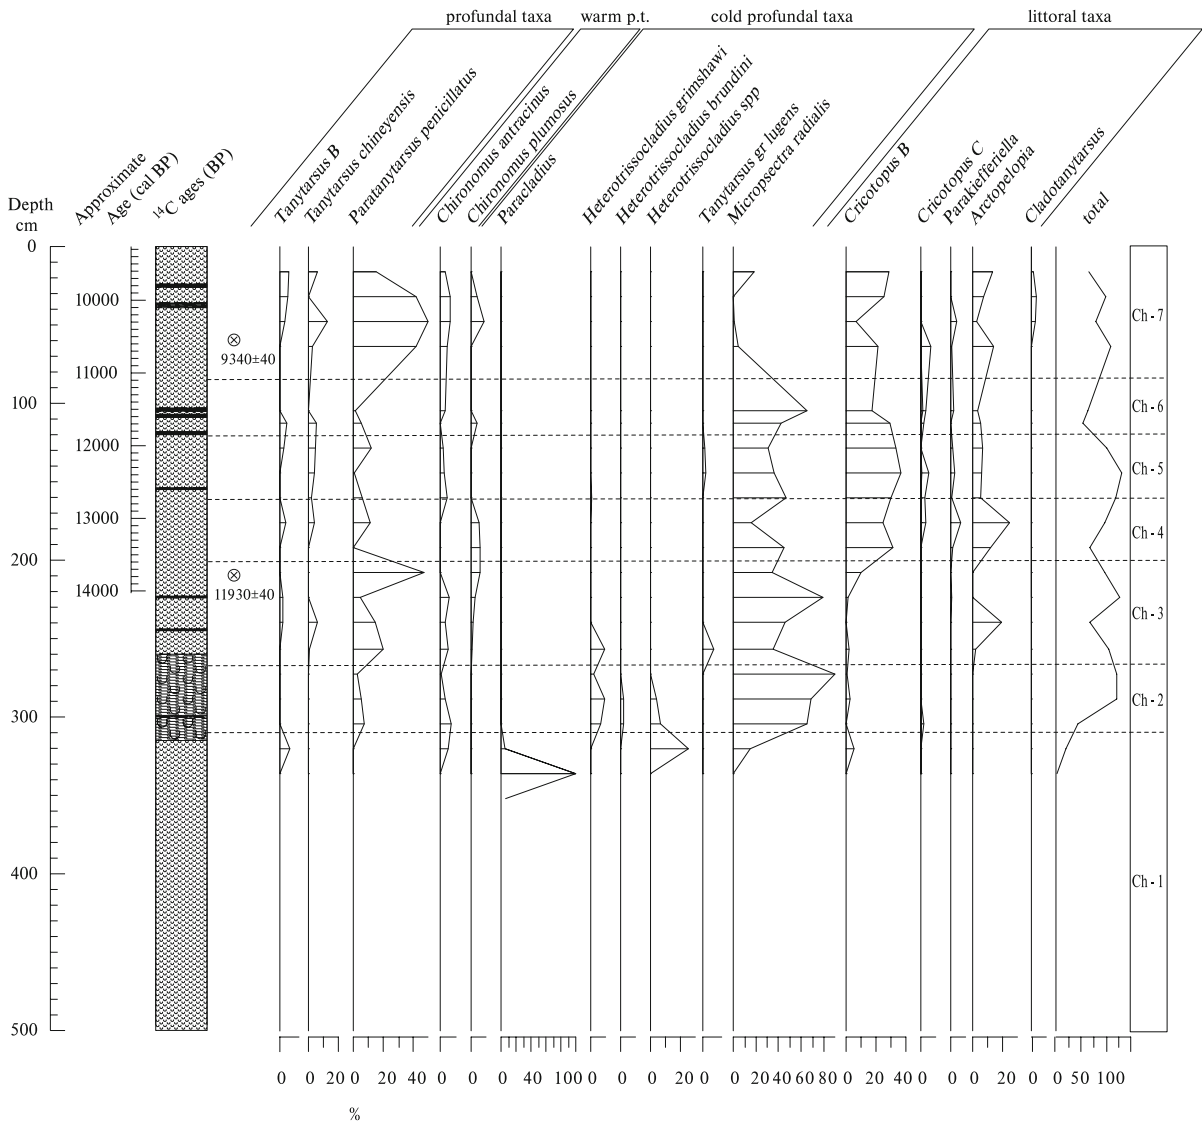 profundal taxa warm p.t. cold profundal taxa littoral taxa
Depth
cm
Approximate
Age (cal BP)
¹⁴C ages (BP)
Tanytarsus B
Tanytarsus chineyensis
Paratanytarsus penicillatus
Chironomus antracinus
Chironomus plumosus
Paracladius
Heterotrissocladius grimshawi
Heterotrissocladius brundini
Heterotrissocladius spp
Tanytarsus gr lugens
Micropsectra radialis
Cricotopus B
Cricotopus C
Parakiefferiella
Arctopelopia
Cladotanytarsus
total
0
100
200
300
400
500
10000
11000
12000
13000
14000
9340±40
11930±40
Ch - 7
Ch - 6
Ch - 5
Ch - 4
Ch - 3
Ch - 2
Ch - 1
0 0 20 0 20 40 0 0 0 100 0 0 0 20 0 0 20 40 60 80 0 20 40 0 0 0 20 0 0 50 100
%